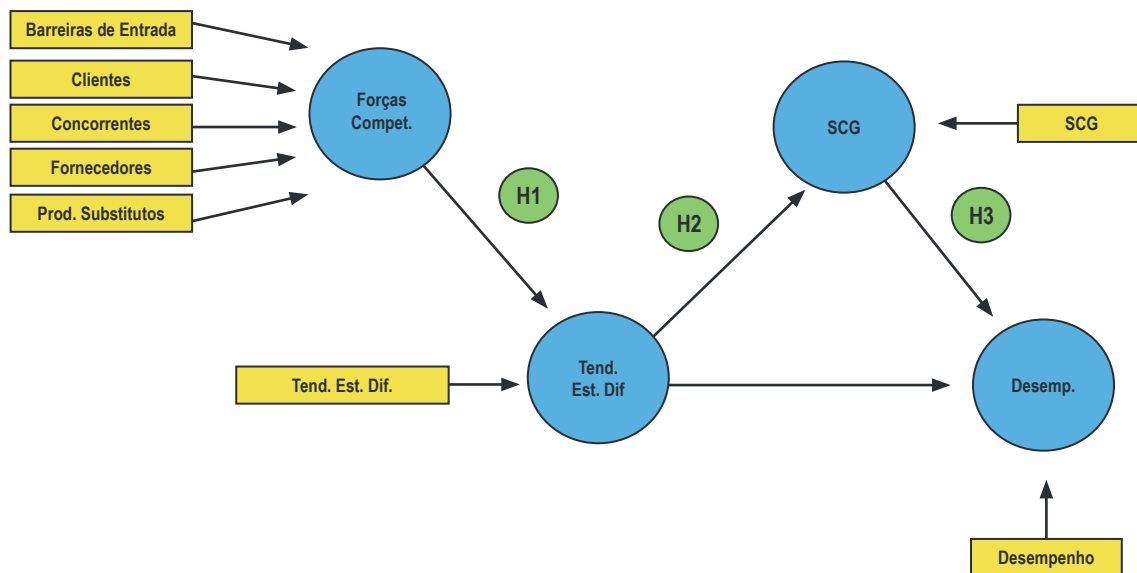 Barreiras de Entrada
Clientes
Concorrentes
Fornecedores
Prod. Substitutos
Forças
Compet.
H1
H2
SCG
H3
SCG
Tend. Est. Dif.
Tend.
Est. Dif
Desemp.
Desempenho